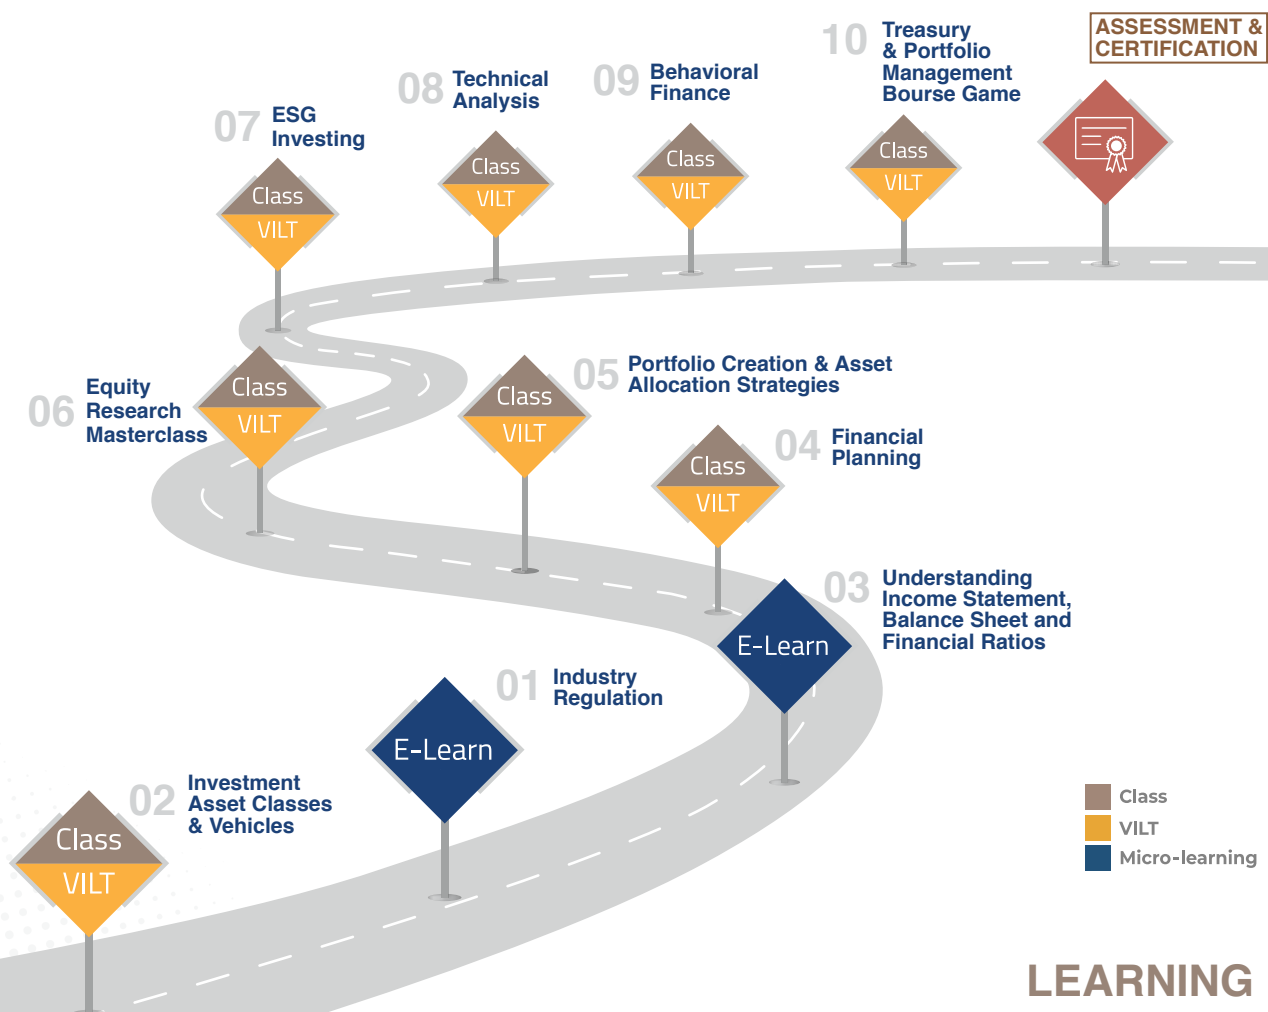 ASSESSMENT &
CERTIFICATION
10
Treasury
& Portfolio
Management
Bourse Game
Class
VILT
09
Behavioral
Finance
Class
VILT
08
Technical
Analysis
Class
VILT
07
ESG
Investing
Class
VILT
06
Equity
Research
Masterclass
Class
VILT
05
Portfolio Creation & Asset
Allocation Strategies
Class
VILT
04
Financial
Planning
Class
VILT
03
Understanding
Income Statement,
Balance Sheet and
Financial Ratios
E-Learn
01
Industry
Regulation
E-Learn
02
Investment
Asset Classes
& Vehicles
Class
VILT
Class
VILT
Micro-learning
LEARNING